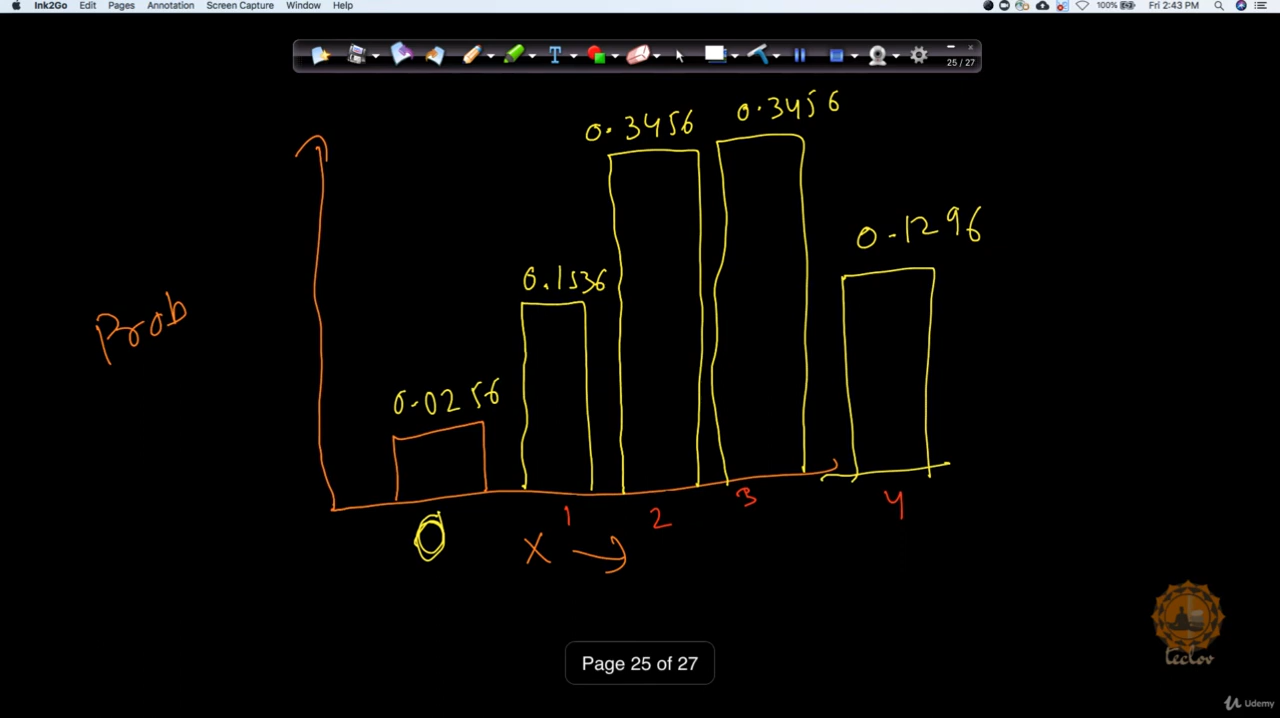 Ink2Go Edit Pages Annotation Screen Capture Window Help 100% Fri 2:43 PM
25 / 27
0.3456 0.3456
0.1296
0.1536
Prob
0.0256
0 1 2 3 4
X
Page 25 of 27
teclov
Udemy